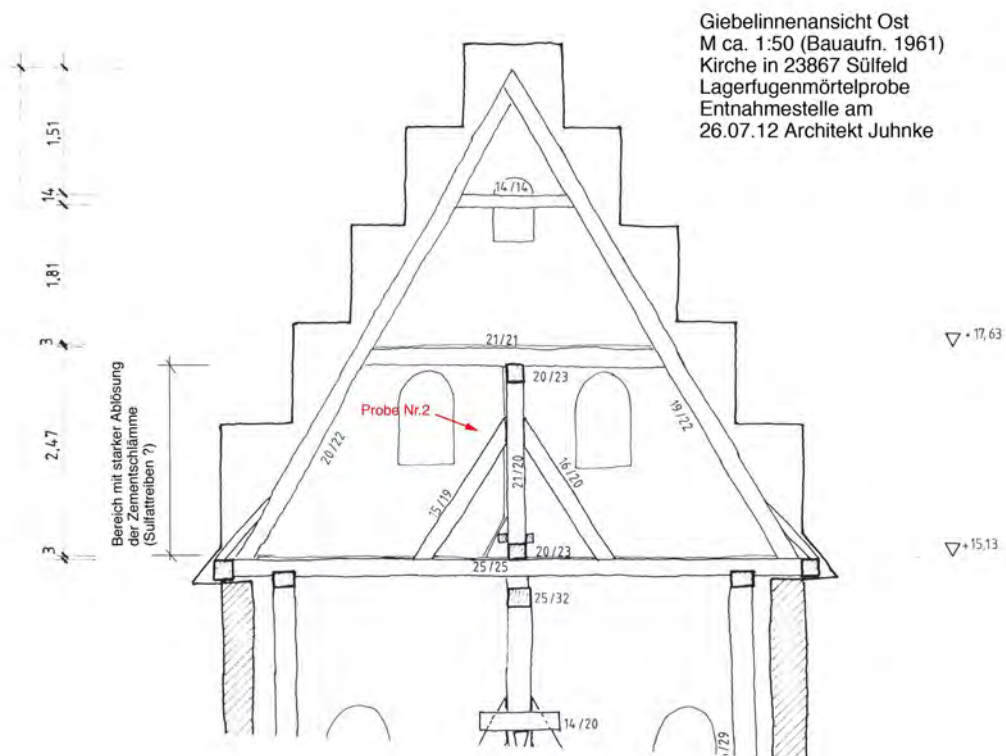 Giebelinnenansicht Ost
M ca. 1:50 (Bauaufn. 1961)
Kirche in 23867 Sülfeld
Lagerfugenmörtelprobe
Entnahmestelle am
26.07.12 Architekt Juhnke
1,51
14
1,81
3
2,47
3
Bereich mit starker Ablösung
der Zementschlämme
(Sulfattreiben ?)
14/14
21/21
20/23
Probe Nr.2
20/22
19/22
15/19
21/20
16/20
20/23
25/25
25/32
14/20
+17,63
+15,13